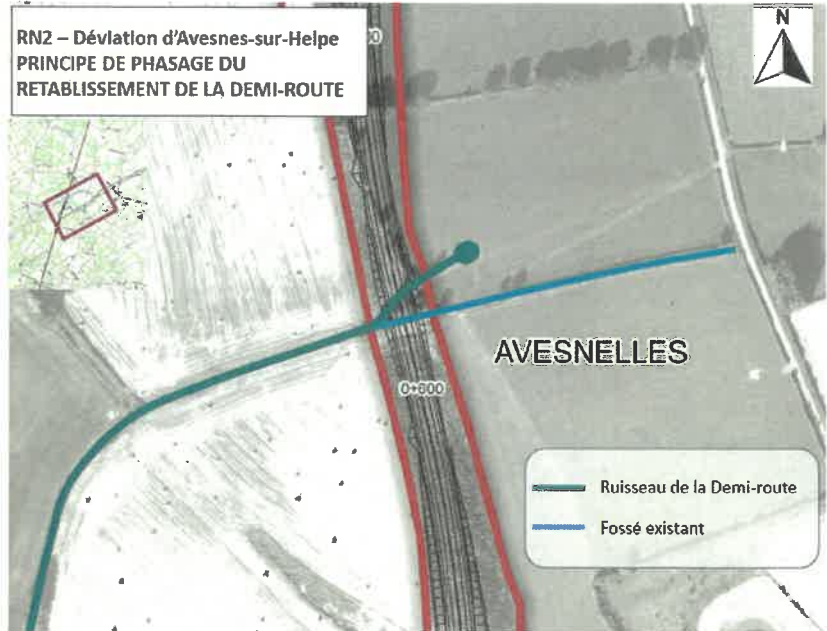 RN2 – Déviation d'Avesnes-sur-Helpe
PRINCIPE DE PHASAGE DU
RETABLISSEMENT DE LA DEMI-ROUTE
N
AVESNELLES
0+600
Ruisseau de la Demi-route
Fossé existant